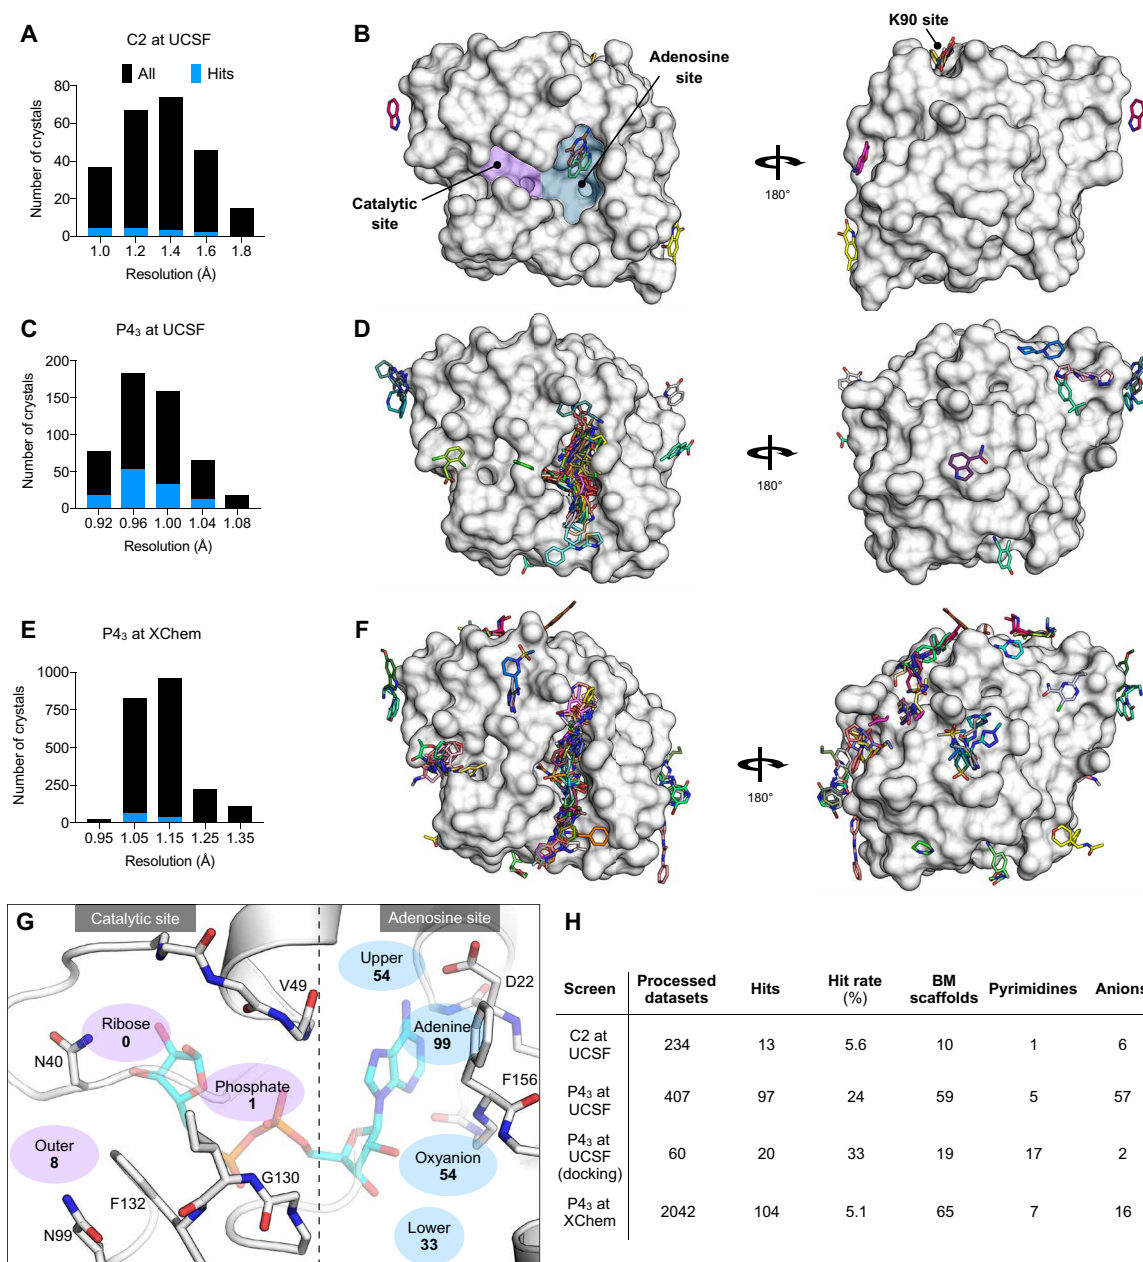 A
C2 at UCSF
All
Hits
80
60
40
20
0
Number of crystals
1.0 1.2 1.4 1.6 1.8
Resolution (Å)
B
Adenosine
site
Catalytic
site
180°
K90 site
C
P4₃ at UCSF
200
150
100
50
0
Number of crystals
0.92 0.96 1.00 1.04 1.08
Resolution (Å)
D
180°
E
P4₃ at XChem
1000
750
500
250
0
Number of crystals
0.95 1.05 1.15 1.25 1.35
Resolution (Å)
F
180°
G
Catalytic site
Adenosine site
Upper
54
D22
V49
Ribose
0
Adenine
99
N40
Phosphate
1
F156
Outer
8
Oxyanion
54
G130
F132
N99
Lower
33
H
Screen Processed datasets Hits Hit rate (%) BM scaffolds Pyrimidines Anions
C2 at UCSF 234 13 5.6 10 1 6
P4₃ at UCSF 407 97 24 59 5 57
P4₃ at UCSF (docking) 60 20 33 19 17 2
P4₃ at XChem 2042 104 5.1 65 7 16